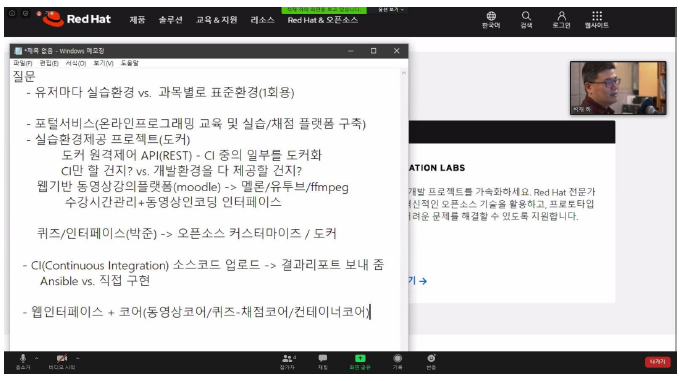 Red Hat
제품 솔루션 교육 & 지원 리소스 Red Hat & 오픈소스
한국어 검색 로그인 웹사이트
*제목 없음 - Windows 메모장
파일(F) 편집(E) 서식(O) 보기(V) 도움말
질문
- 유저마다 실습환경 vs. 과목별로 표준환경(1회용)
- 포털서비스(온라인프로그래밍 교육 및 실습/채점 플랫폼 구축)
- 실습환경제공 프로젝트(도커)
도커 원격제어 API(REST) - CI 중의 일부를 도커화
CI만 할 건지? vs. 개발환경을 다 제공할 건지?
웹기반 동영상강의플랫폼(moodle) -> 멜론/유투브/ffmpeg
수강시간관리+동영상인코딩 인터페이스
퀴즈/인터페이스(박준) -> 오픈소스 커스터마이즈 / 도커
- CI(Continuous Integration) 소스코드 업로드 -> 결과리포트 보내 줌
Ansible vs. 직접 구현
- 웹인터페이스 + 코어(동영상코어/퀴즈-채점코어/컨테이너코어)
ATION LABS
개발 프로젝트를 가속화하세요. Red Hat 전문가
혁신적인 오픈소스 기술을 활용하고, 프로토타입
어려운 문제를 해결할 수 있도록 지원합니다.
기 →
음소거 비디오 시작 참가자 채팅 화면 공유 기록 반응 나가기